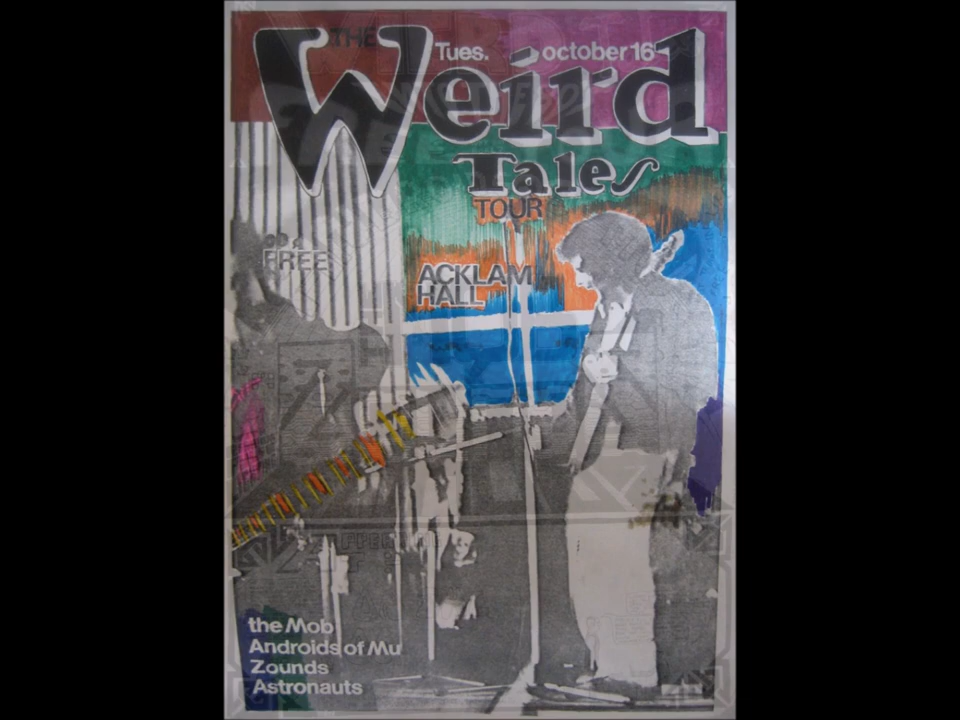 THE
Tues. october 16
Weird
Tales
TOUR
FREE
ACKLAM
HALL
the Mob
Androids of Mu
Zounds
Astronauts